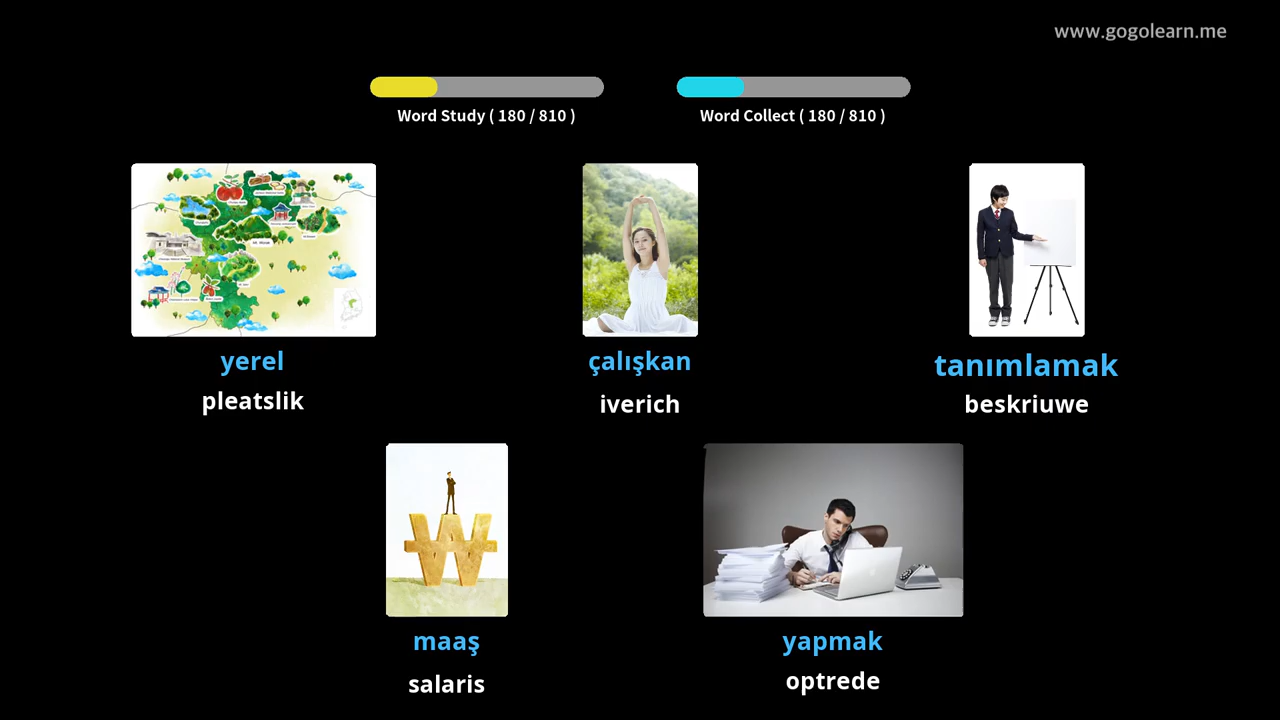 www.gogolearn.me
Word Study ( 180 / 810 )
Word Collect ( 180 / 810 )
yerel
pleatslik
çalışkan
iverich
tanımlamak
beskriuwe
maaş
salaris
yapmak
optrede